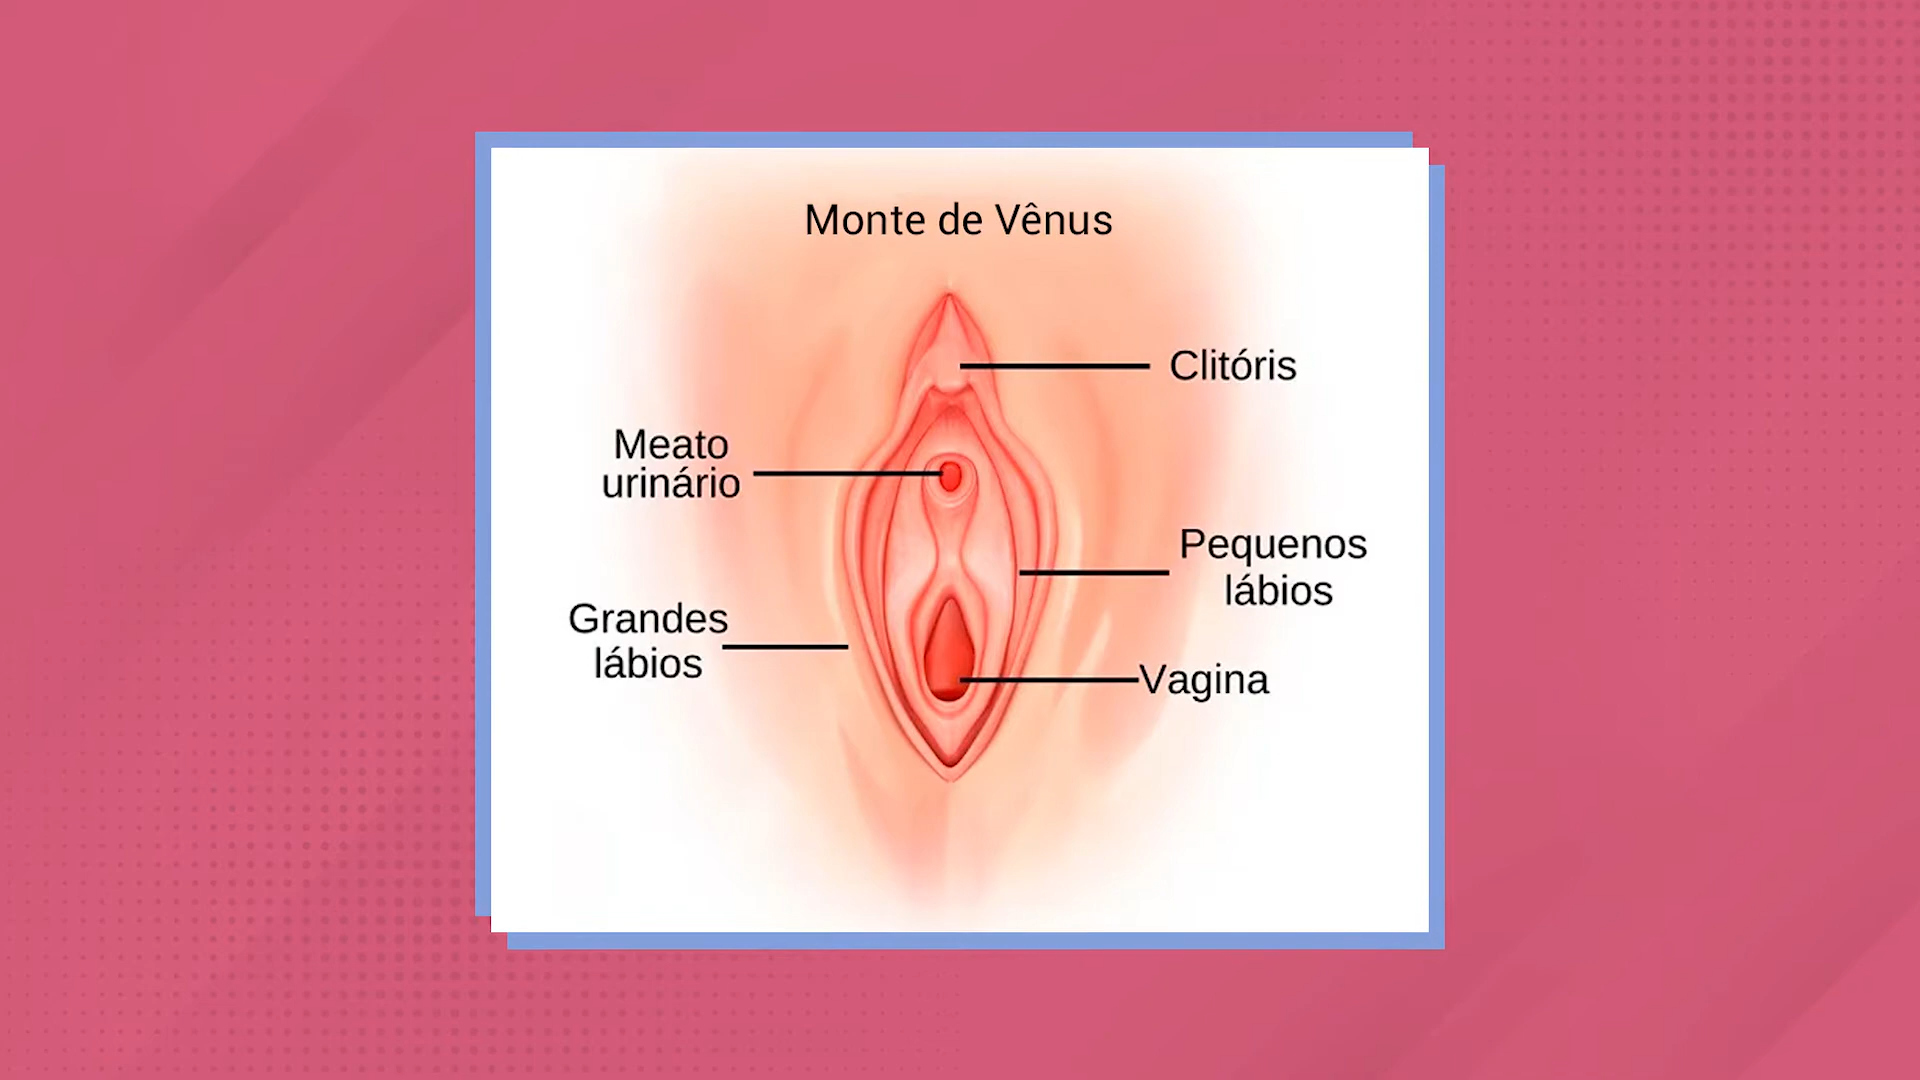 Monte de Vênus
Clitóris
Meato
urinário
Pequenos
lábios
Grandes
lábios
Vagina